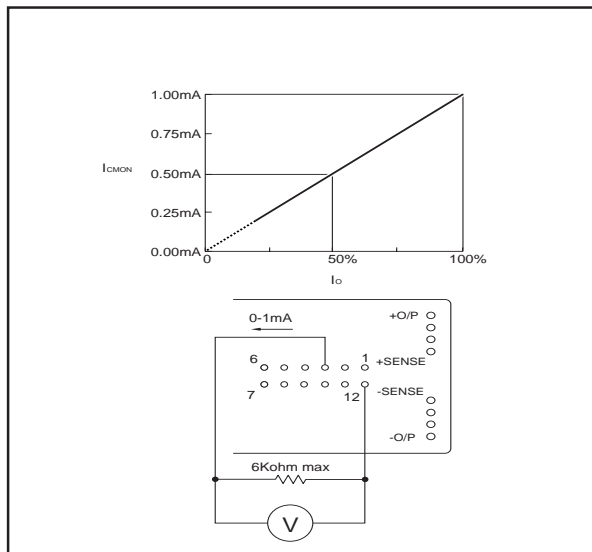 1.00mA
0.75mA
ICMON
0.50mA
0.25mA
0.00mA
0
50%
100%
IO
0-1mA
+O/P
6
1
+SENSE
7
12
-SENSE
-O/P
6Kohm max
V